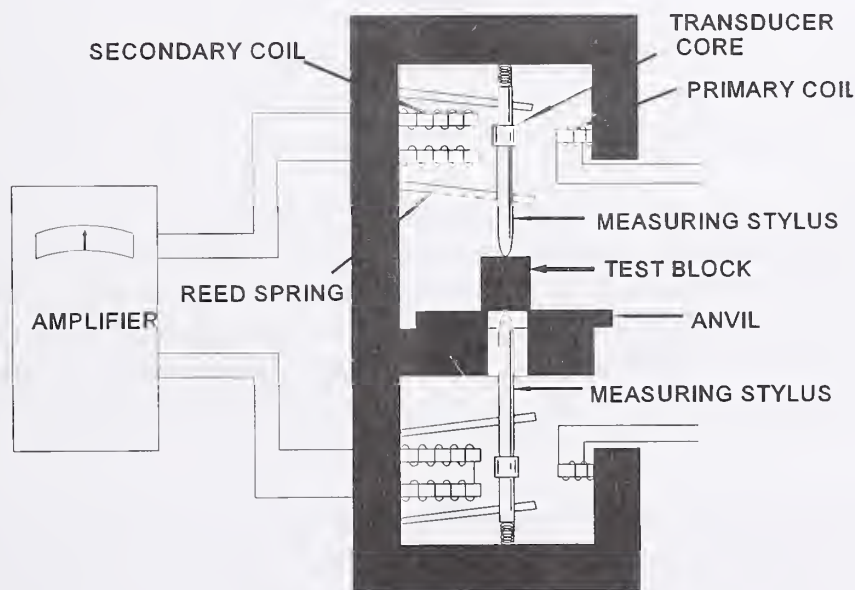 TRANSDUCER
CORE
SECONDARY COIL
PRIMARY COIL
MEASURING STYLUS
TEST BLOCK
REED SPRING
ANVIL
AMPLIFIER
MEASURING STYLUS